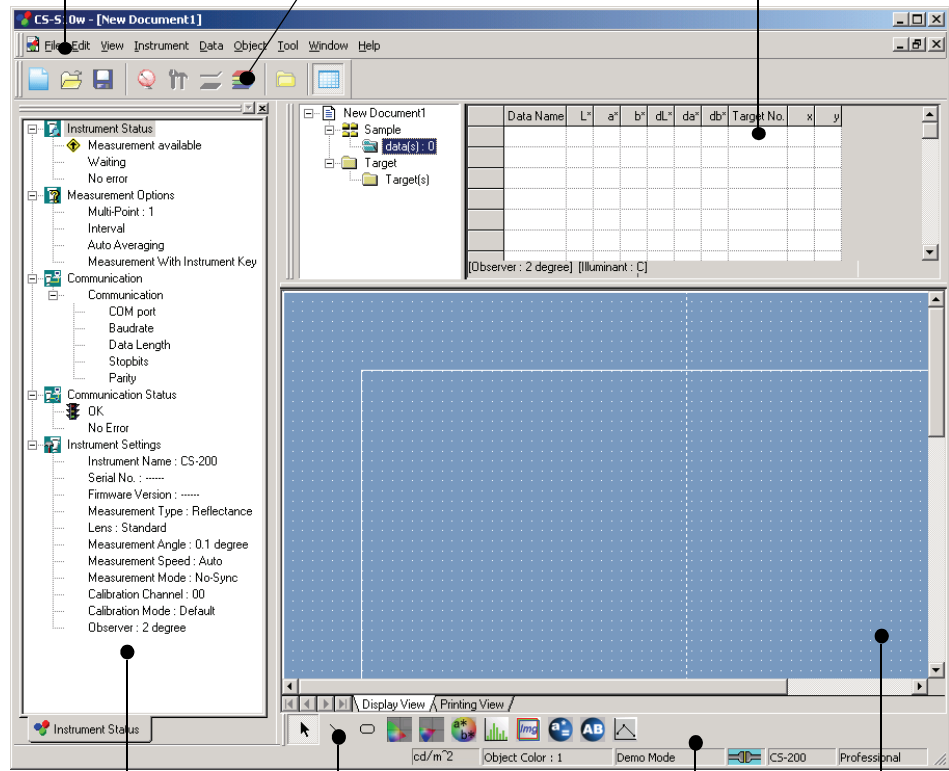 CS-S10w - [New Document1]
File Edit View Instrument Data Object Tool Window Help
Instrument Status
Measurement available
Waiting
No error
Measurement Options
Multi-Point : 1
Interval
Auto Averaging
Measurement With Instrument Key
Communication
Communication
COM port
Baudrate
Data Length
Stopbits
Parity
Communication Status
OK
No Error
Instrument Settings
Instrument Name : CS-200
Serial No. : ------
Firmware Version : ------
Measurement Type : Reflectance
Lens : Standard
Measurement Angle : 0.1 degree
Measurement Speed : Auto
Measurement Mode : No-Sync
Calibration Channel : 00
Calibration Mode : Default
Observer : 2 degree
Instrument Status
New Document1
Sample
data(s) : 0
Target
Target(s)
Data Name L* a* b* dL* da* db* Target No. x y
[Observer : 2 degree] [Illuminant : C]
Display View Printing View
a* b* Img a AB
cd/m^2 Object Color : 1 Demo Mode CS-200 Professional